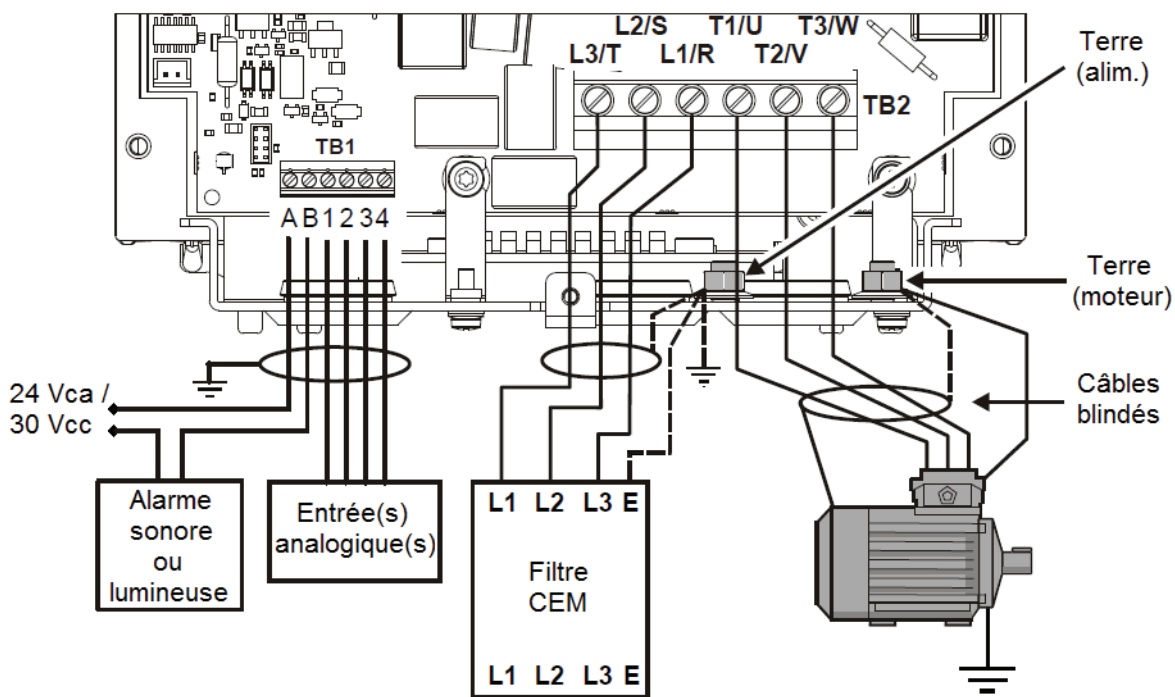 L2/S T1/U T3/W
L3/T L1/R T2/V
TB2
Terre
(alim.)
TB1
A B 1 2 3 4
Terre
(moteur)
24 Vca /
30 Vcc
Câbles
blindés
Alarme
sonore
ou
lumineuse
Entrée(s)
analogique(s)
L1 L2 L3 E
Filtre
CEM
L1 L2 L3 E